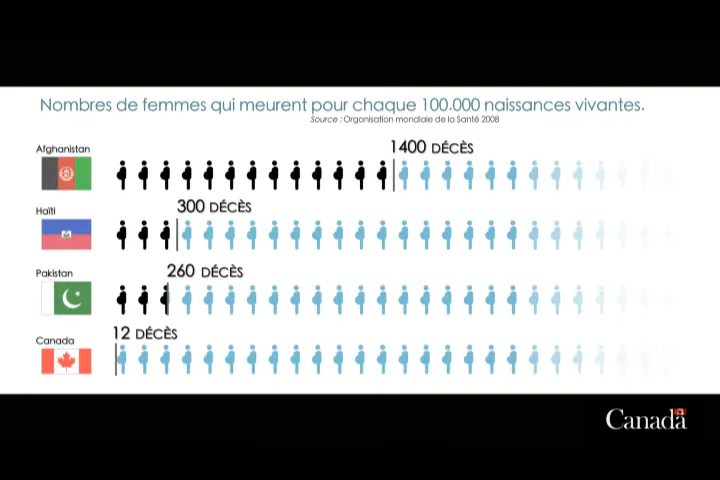 Nombres de femmes qui meurent pour chaque 100.000 naissances vivantes.
Source : Organisation mondiale de la Santé 2008
Afghanistan
1400 DÉCÈS
Haïti
300 DÉCÈS
Pakistan
260 DÉCÈS
Canada
12 DÉCÈS
Canada